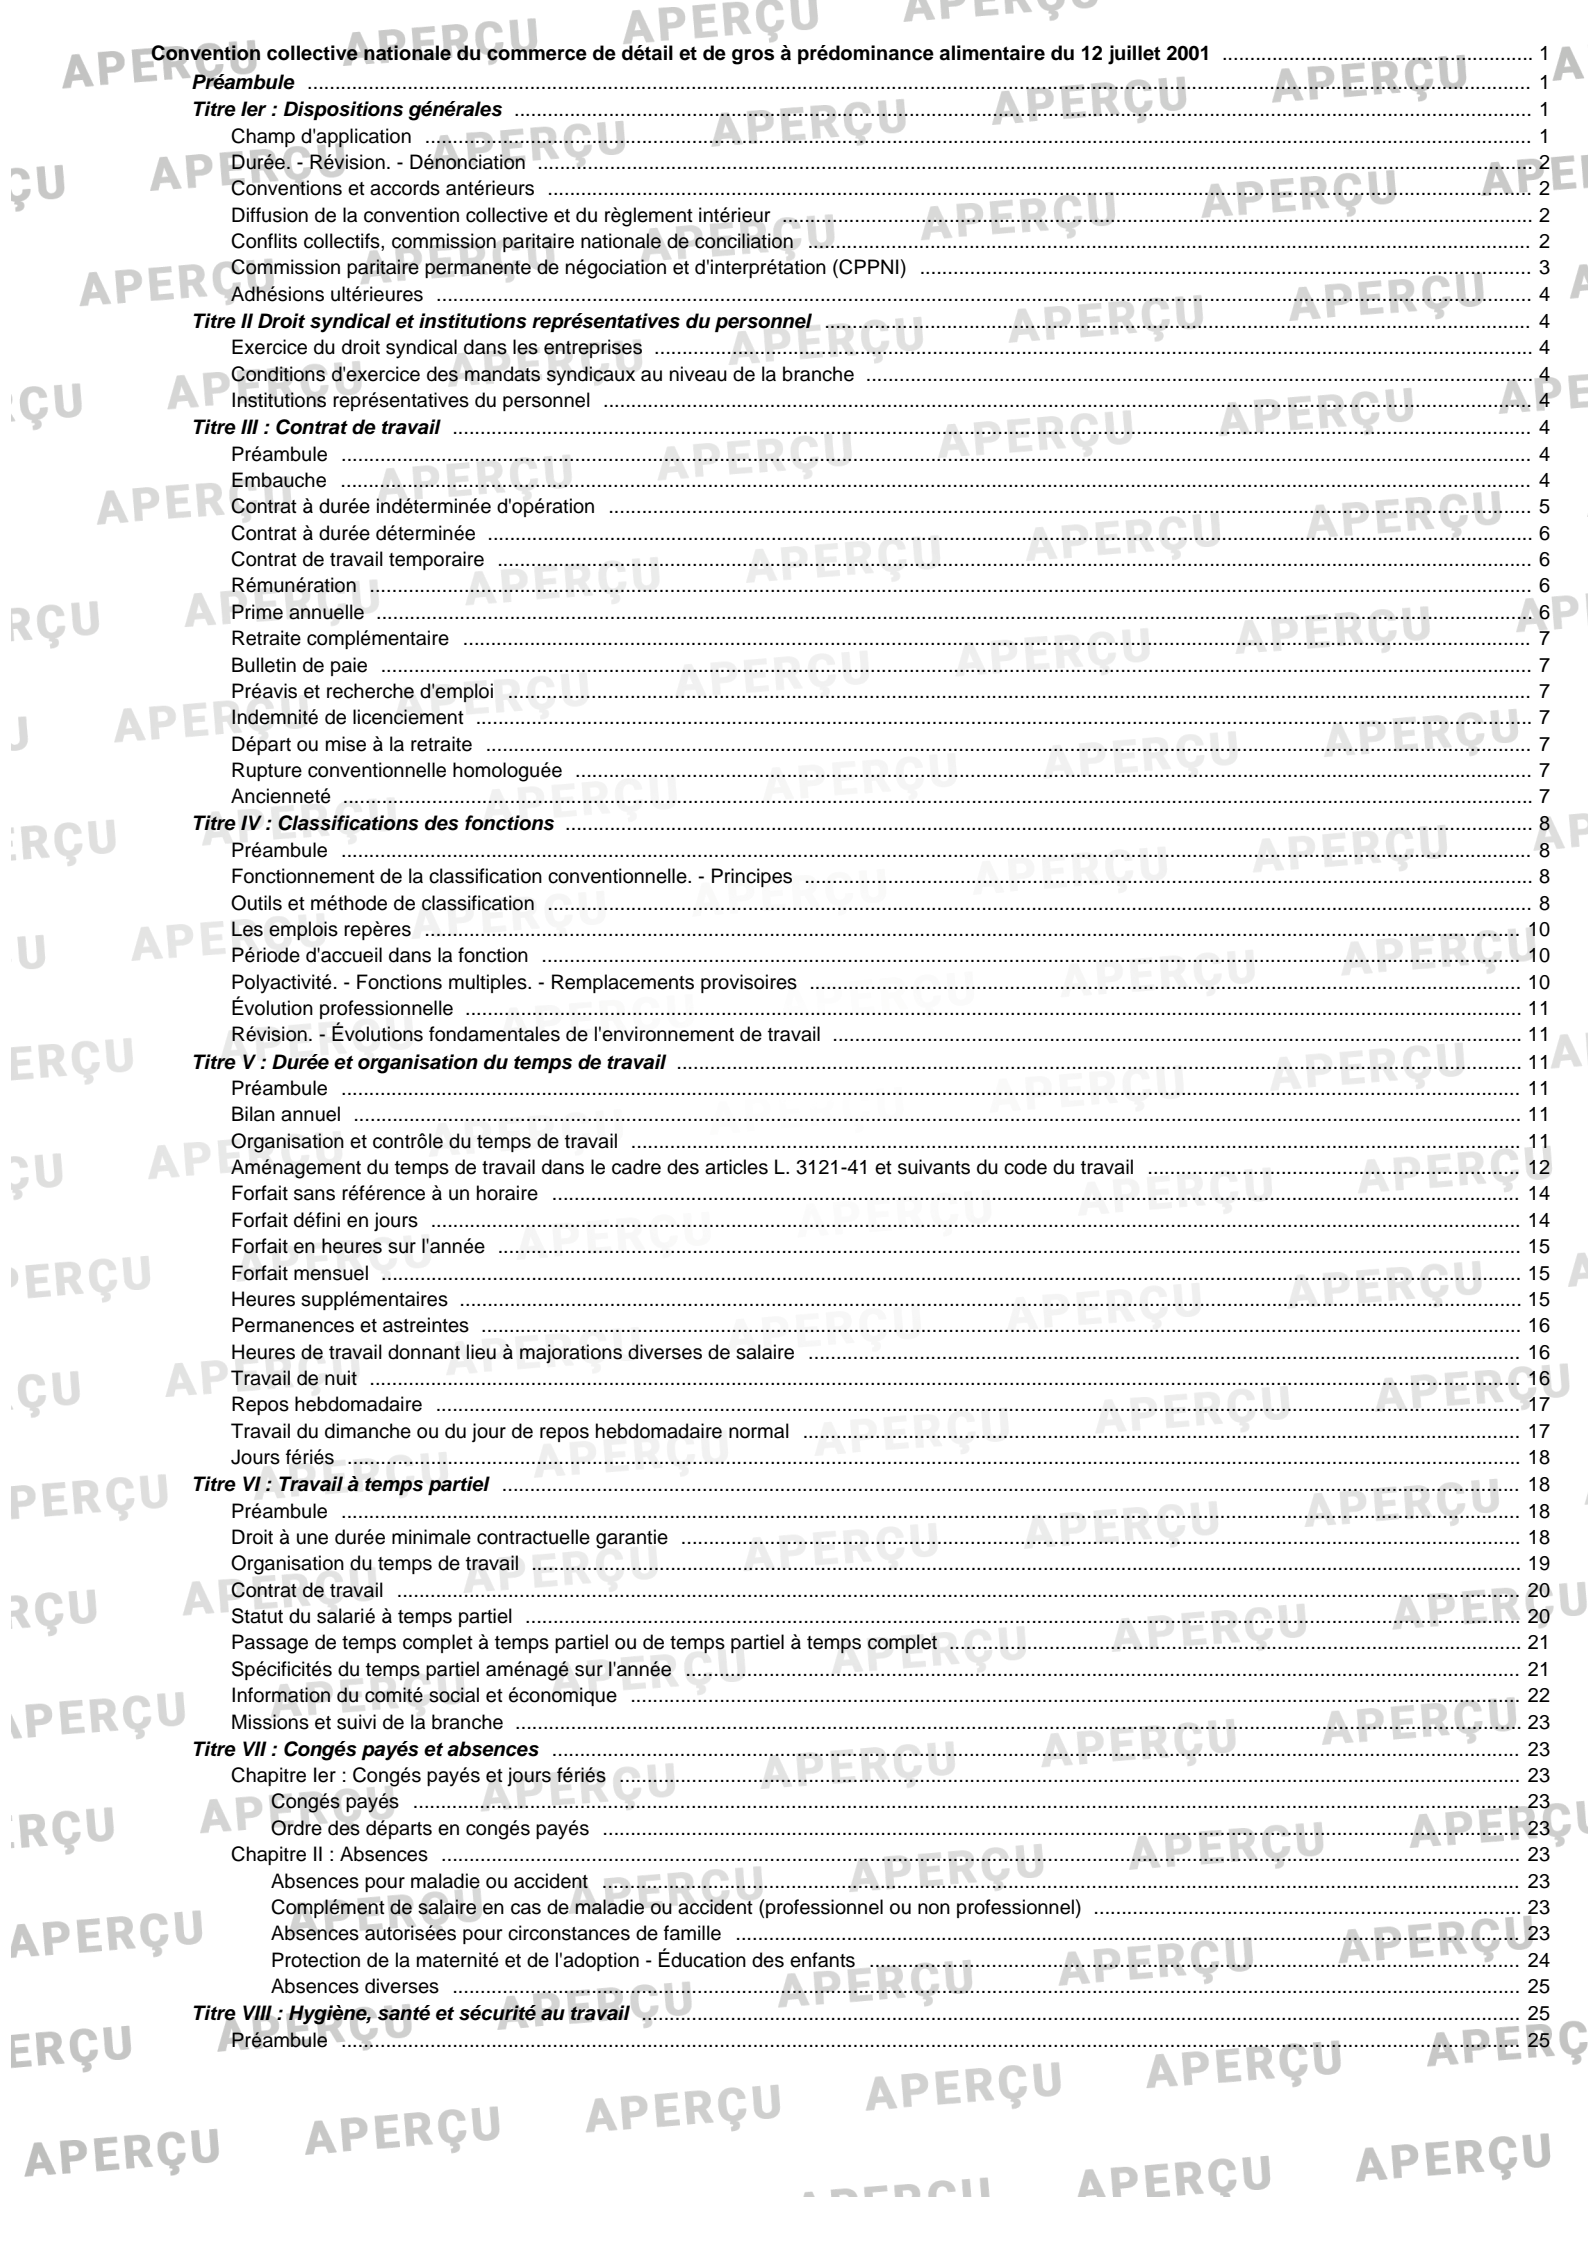 Convention collective nationale du commerce de détail et de gros à prédominance alimentaire du 12 juillet 2001 ... 1
Préambule ... 1
Titre Ier : Dispositions générales ... 1
Champ d'application ... 1
Durée. - Révision. - Dénonciation ... 2
Conventions et accords antérieurs ... 2
Diffusion de la convention collective et du règlement intérieur ... 2
Conflits collectifs, commission paritaire nationale de conciliation ... 2
Commission paritaire permanente de négociation et d'interprétation (CPPNI) ... 3
Adhésions ultérieures ... 4
Titre II Droit syndical et institutions représentatives du personnel ... 4
Exercice du droit syndical dans les entreprises ... 4
Conditions d'exercice des mandats syndicaux au niveau de la branche ... 4
Institutions représentatives du personnel ... 4
Titre III : Contrat de travail ... 4
Préambule ... 4
Embauche ... 4
Contrat à durée indéterminée d'opération ... 5
Contrat à durée déterminée ... 6
Contrat de travail temporaire ... 6
Rémunération ... 6
Prime annuelle ... 6
Retraite complémentaire ... 7
Bulletin de paie ... 7
Préavis et recherche d'emploi ... 7
Indemnité de licenciement ... 7
Départ ou mise à la retraite ... 7
Rupture conventionnelle homologuée ... 7
Ancienneté ... 7
Titre IV : Classifications des fonctions ... 8
Préambule ... 8
Fonctionnement de la classification conventionnelle. - Principes ... 8
Outils et méthode de classification ... 8
Les emplois repères ... 10
Période d'accueil dans la fonction ... 10
Polyactivité. - Fonctions multiples. - Remplacements provisoires ... 10
Évolution professionnelle ... 11
Révision. - Évolutions fondamentales de l'environnement de travail ... 11
Titre V : Durée et organisation du temps de travail ... 11
Préambule ... 11
Bilan annuel ... 11
Organisation et contrôle du temps de travail ... 11
Aménagement du temps de travail dans le cadre des articles L. 3121-41 et suivants du code du travail ... 12
Forfait sans référence à un horaire ... 14
Forfait défini en jours ... 14
Forfait en heures sur l'année ... 15
Forfait mensuel ... 15
Heures supplémentaires ... 15
Permanences et astreintes ... 16
Heures de travail donnant lieu à majorations diverses de salaire ... 16
Travail de nuit ... 16
Repos hebdomadaire ... 17
Travail du dimanche ou du jour de repos hebdomadaire normal ... 17
Jours fériés ... 18
Titre VI : Travail à temps partiel ... 18
Préambule ... 18
Droit à une durée minimale contractuelle garantie ... 18
Organisation du temps de travail ... 19
Contrat de travail ... 20
Statut du salarié à temps partiel ... 20
Passage de temps complet à temps partiel ou de temps partiel à temps complet ... 21
Spécificités du temps partiel aménagé sur l'année ... 21
Information du comité social et économique ... 22
Missions et suivi de la branche ... 23
Titre VII : Congés payés et absences ... 23
Chapitre Ier : Congés payés et jours fériés ... 23
Congés payés ... 23
Ordre des départs en congés payés ... 23
Chapitre II : Absences ... 23
Absences pour maladie ou accident ... 23
Complément de salaire en cas de maladie ou accident (professionnel ou non professionnel) ... 23
Absences autorisées pour circonstances de famille ... 23
Protection de la maternité et de l'adoption - Éducation des enfants ... 24
Absences diverses ... 25
Titre VIII : Hygiène, santé et sécurité au travail ... 25
Préambule ... 25
APERÇU